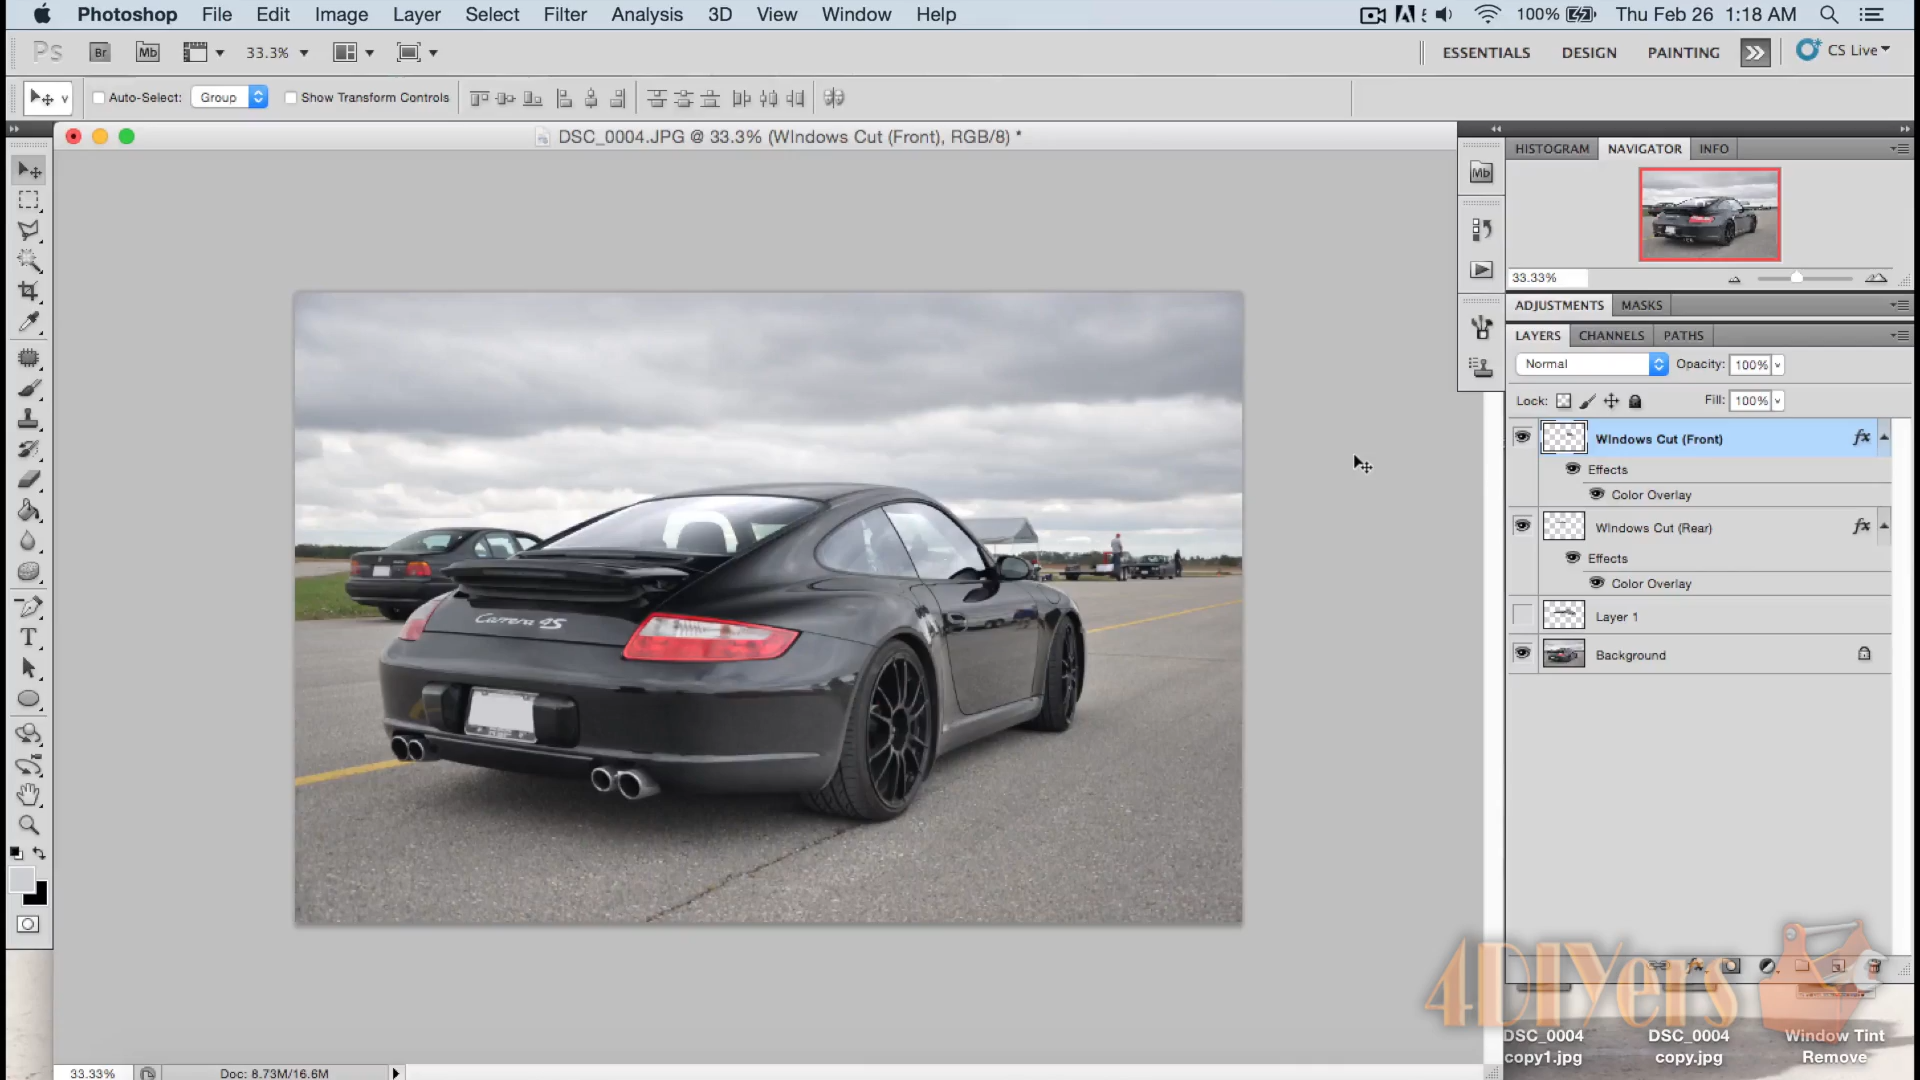 Photoshop File Edit Image Layer Select Filter Analysis 3D View Window Help 5 100% Thu Feb 26 1:18 AM
Ps Br Mb 33.3% ESSENTIALS DESIGN PAINTING CS Live
Auto-Select: Group Show Transform Controls
DSC_0004.JPG @ 33.3% (WIndows Cut (Front), RGB/8) *
Mb
HISTOGRAM NAVIGATOR INFO
33.33%
ADJUSTMENTS MASKS
LAYERS CHANNELS PATHS
Normal Opacity: 100%
Lock: Fill: 100%
WIndows Cut (Front) fx
Effects
Color Overlay
WIndows Cut (Rear) fx
Effects
Color Overlay
Layer 1
Background
Carrera 4S
T
4DIYers
DSC_0004 copy1.jpg
DSC_0004 copy.jpg
Window Tint Remove
33.33% Doc: 8.73M/16.6M